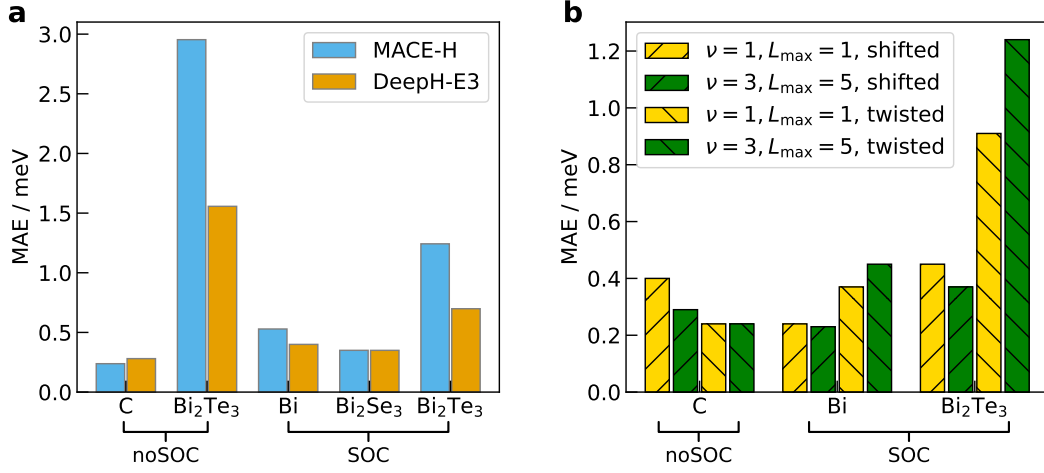 a
MAE / meV
3.0
2.5
2.0
1.5
1.0
0.5
0.0
MACE-H
DeepH-E3
C
Bi₂Te₃
Bi
Bi₂Se₃
Bi₂Te₃
noSOC
SOC
b
MAE / meV
1.2
1.0
0.8
0.6
0.4
0.2
0.0
ν = 1, Lmax = 1, shifted
ν = 3, Lmax = 5, shifted
ν = 1, Lmax = 1, twisted
ν = 3, Lmax = 5, twisted
C
Bi
Bi₂Te₃
noSOC
SOC